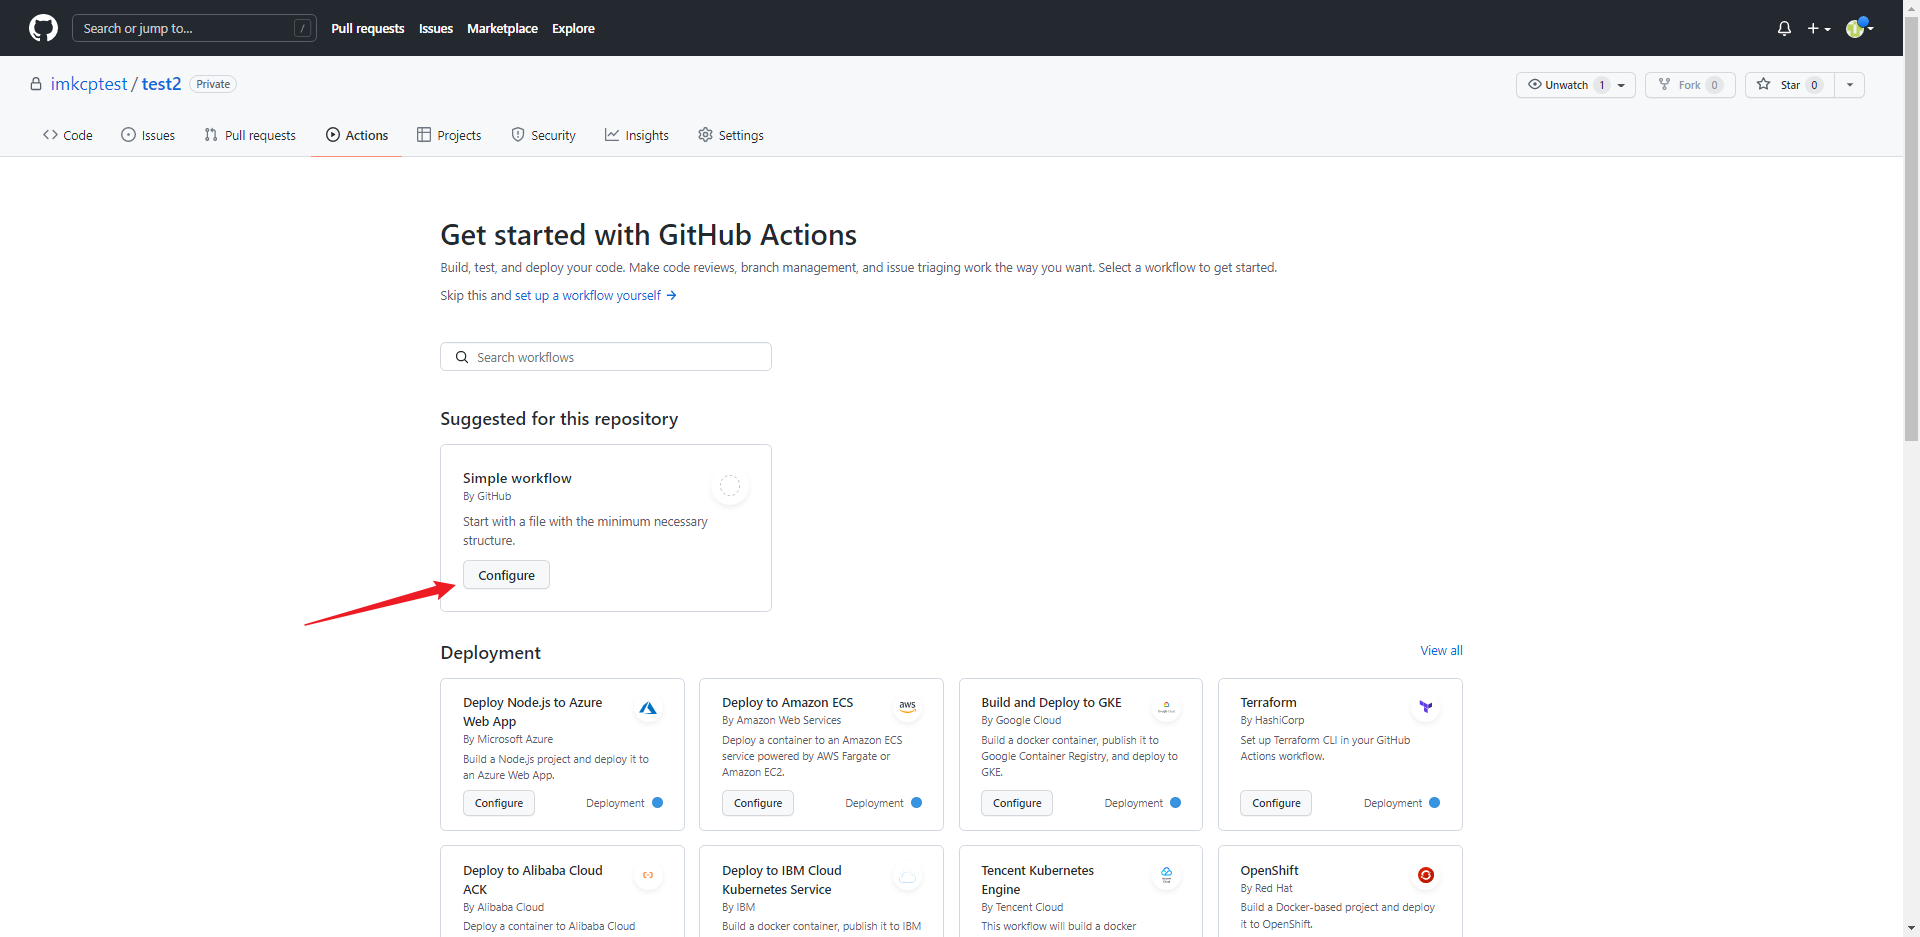 Search or jump to... /
Pull requests Issues Marketplace Explore
imkcptest / test2 Private
Unwatch 1 Fork 0 Star 0
Code Issues Pull requests Actions Projects Security Insights Settings
Get started with GitHub Actions
Build, test, and deploy your code. Make code reviews, branch management, and issue triaging work the way you want. Select a workflow to get started.
Skip this and set up a workflow yourself →
Search workflows
Suggested for this repository
Simple workflow
By GitHub
Start with a file with the minimum necessary
structure.
Configure
Deployment
View all
Deploy Node.js to Azure
Web App
By Microsoft Azure
Build a Node.js project and deploy it to
an Azure Web App.
Configure Deployment
Deploy to Amazon ECS
aws
By Amazon Web Services
Deploy a container to an Amazon ECS
service powered by AWS Fargate or
Amazon EC2.
Configure Deployment
Build and Deploy to GKE
By Google Cloud
Build a docker container, publish it to
Google Container Registry, and deploy to
GKE.
Configure Deployment
Terraform
By HashiCorp
Set up Terraform CLI in your GitHub
Actions workflow.
Configure Deployment
Deploy to Alibaba Cloud
ACK
By Alibaba Cloud
Deploy a container to Alibaba Cloud
Deploy to IBM Cloud
Kubernetes Service
By IBM
Build a docker container, publish it to IBM
Tencent Kubernetes
Engine
By Tencent Cloud
This workflow will build a docker
OpenShift
By Red Hat
Build a Docker-based project and deploy
it to OpenShift.